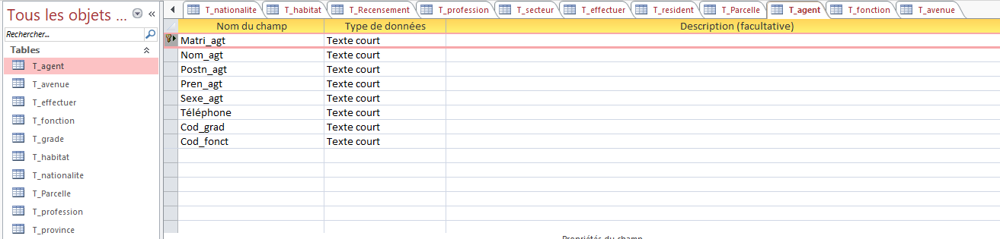 Tous les objets ...
Rechercher...
Tables
T_agent
T_avenue
T_effectuer
T_fonction
T_grade
T_habitat
T_nationalite
T_Parcelle
T_profession
T_province
T_nationalite T_habitat T_Recensement T_profession T_secteur T_effectuer T_resident T_Parcelle T_agent T_fonction T_avenue
Nom du champ Type de données Description (facultative)
Matri_agt Texte court
Nom_agt Texte court
Postn_agt Texte court
Pren_agt Texte court
Sexe_agt Texte court
Téléphone Texte court
Cod_grad Texte court
Cod_fonct Texte court
Propriétés du champ